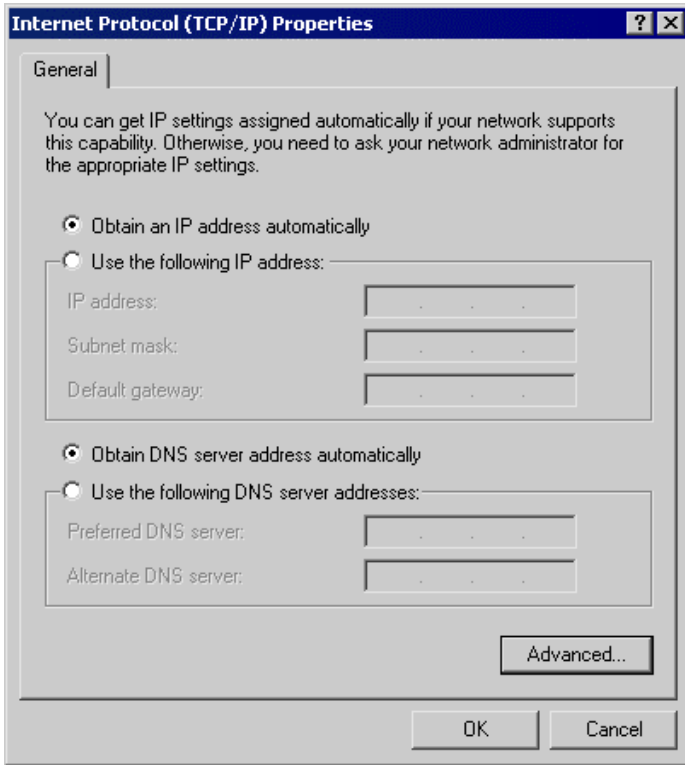 Internet Protocol (TCP/IP) Properties
General
You can get IP settings assigned automatically if your network supports
this capability. Otherwise, you need to ask your network administrator for
the appropriate IP settings.
Obtain an IP address automatically
Use the following IP address:
IP address:
Subnet mask:
Default gateway:
Obtain DNS server address automatically
Use the following DNS server addresses:
Preferred DNS server:
Alternate DNS server:
Advanced...
OK Cancel